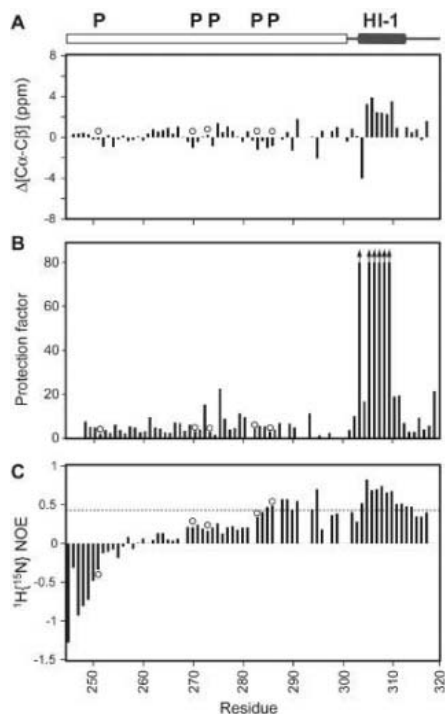 A P P P P P HI-1
8
4
0
-4
-8
Δ[Cα-Cβ] (ppm)
B
80
60
40
20
0
Protection factor
C
1
0.5
0
-0.5
-1
-1.5
¹H{¹⁵N} NOE
250 260 270 280 290 300 310 320
Residue